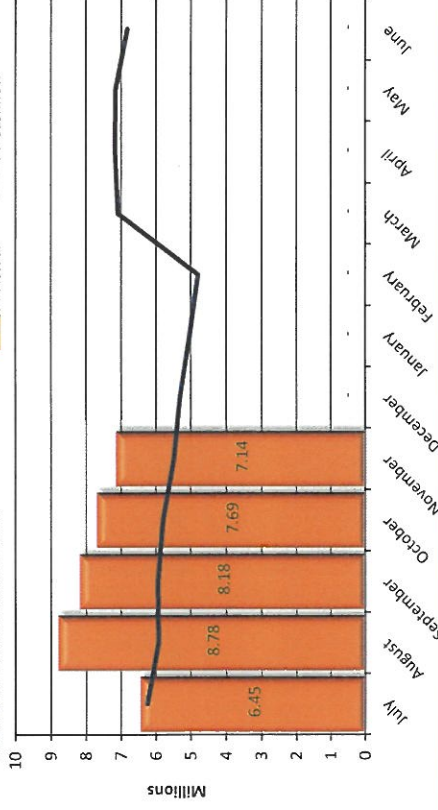 10
9
8
7
6
5
4
3
2
1
0
Millions
6.45
8.78
8.18
7.69
7.14
-
-
-
-
-
-
-
July
August
September
October
November
December
January
February
March
April
May
June